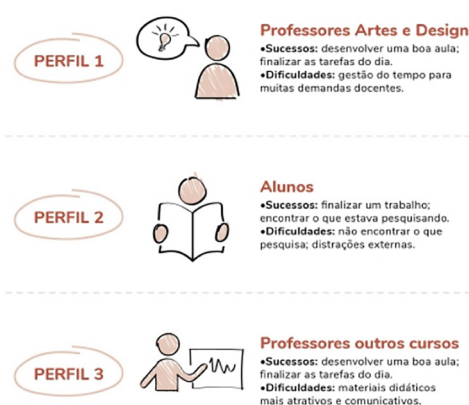 PERFIL 1
Professores Artes e Design
•Sucessos: desenvolver uma boa aula;
finalizar as tarefas do dia.
•Dificuldades: gestão do tempo para
muitas demandas docentes.
PERFIL 2
Alunos
•Sucessos: finalizar um trabalho;
encontrar o que estava pesquisando.
•Dificuldades: não encontrar o que
pesquisa; distrações externas.
PERFIL 3
Professores outros cursos
•Sucessos: desenvolver uma boa aula;
finalizar as tarefas do dia.
•Dificuldades: materiais didáticos
mais atrativos e comunicativos.